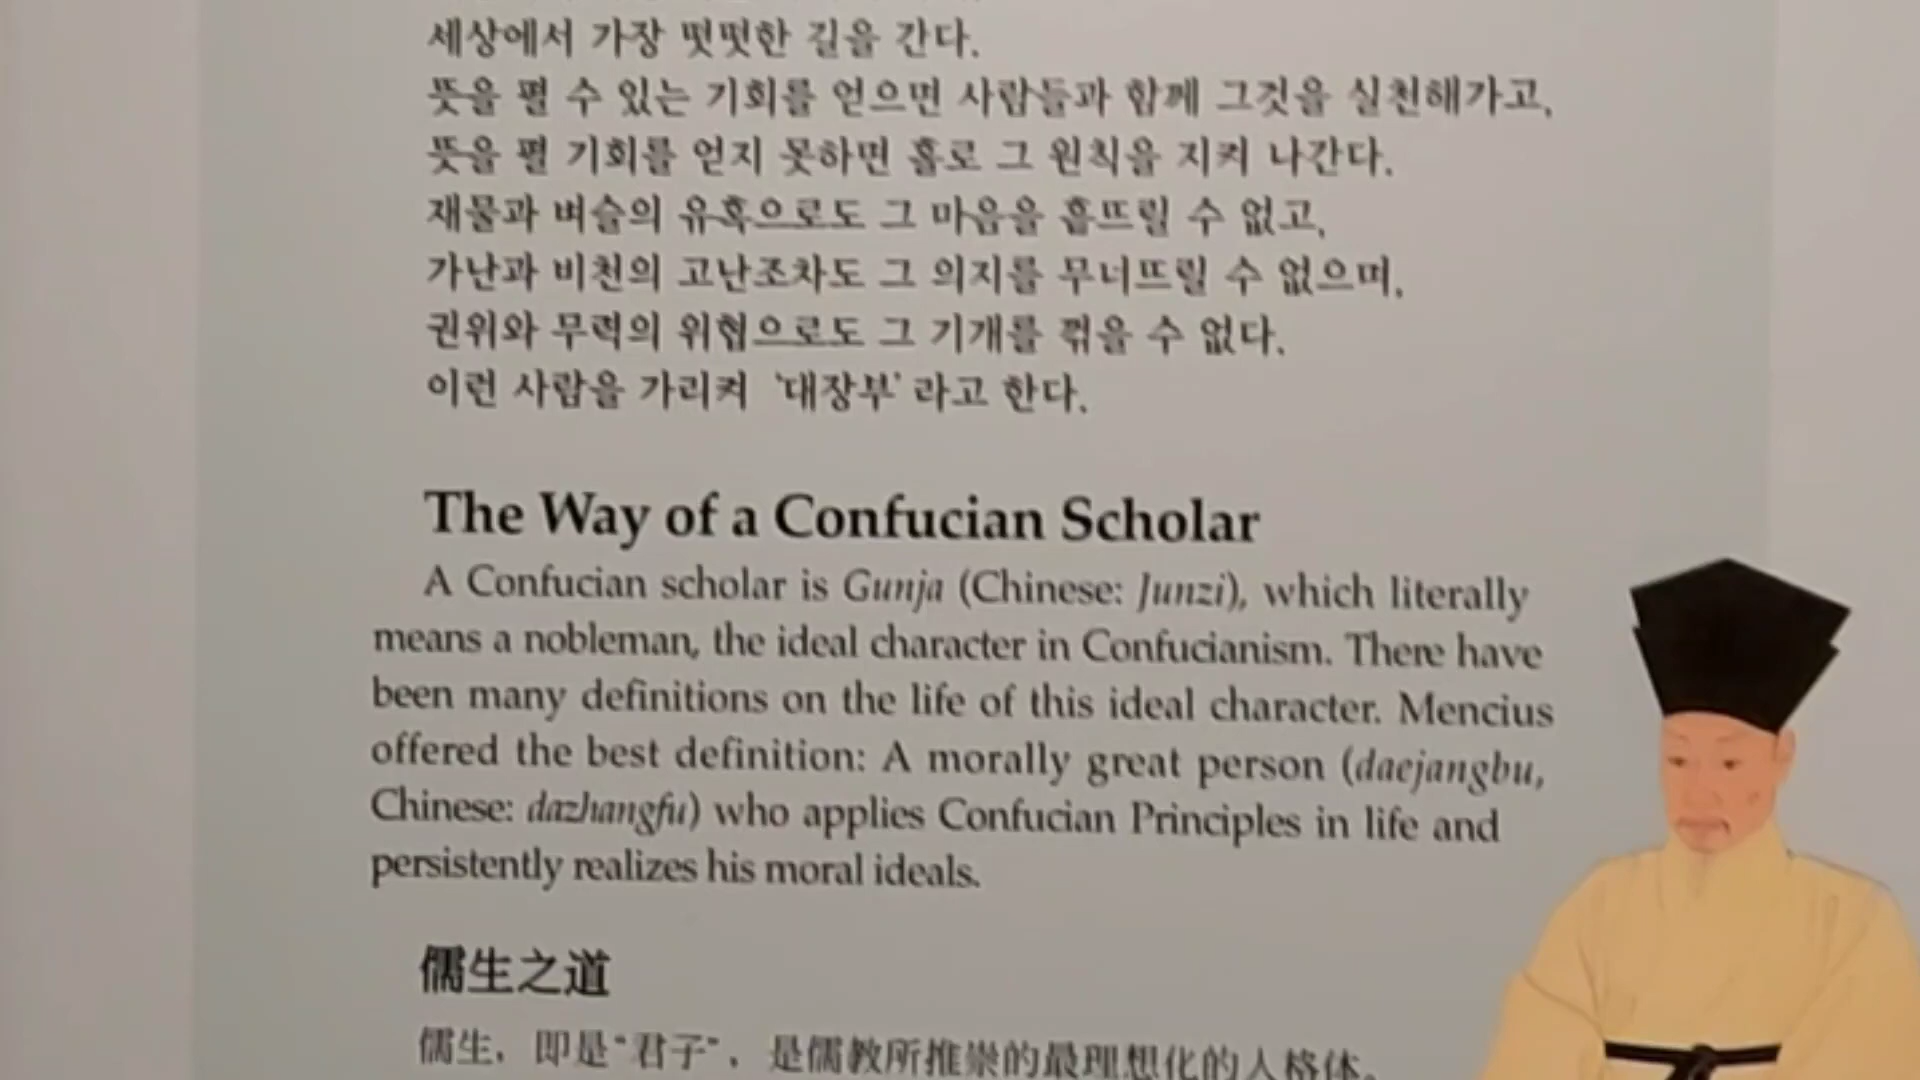 세상에서 가장 떳떳한 길을 간다.
뜻을 펼 수 있는 기회를 얻으면 사람들과 함께 그것을 실천해가고,
뜻을 펼 기회를 얻지 못하면 홀로 그 원칙을 지켜 나간다.
재물과 벼슬의 유혹으로도 그 마음을 흩뜨릴 수 없고,
가난과 비천의 고난조차도 그 의지를 무너뜨릴 수 없으며,
권위와 무력의 위협으로도 그 기개를 꺾을 수 없다.
이런 사람을 가리켜 '대장부' 라고 한다.
The Way of a Confucian Scholar
A Confucian scholar is Gunja (Chinese: Junzi), which literally
means a nobleman, the ideal character in Confucianism. There have
been many definitions on the life of this ideal character. Mencius
offered the best definition: A morally great person (daejangbu,
Chinese: dazhangfu) who applies Confucian Principles in life and
persistently realizes his moral ideals.
儒生之道
儒生，即是“君子”，是儒教所推崇的最理想化的人格体。